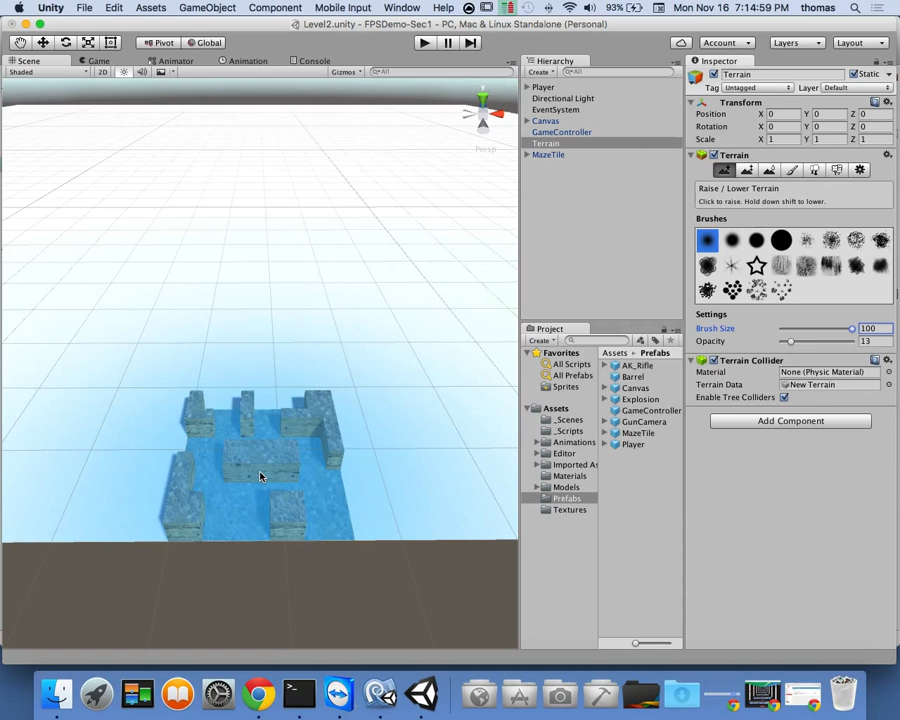 Unity File Edit Assets GameObject Component Mobile Input Window Help 93% Mon Nov 16 7:14:59 PM thomas
Level2.unity - FPSDemo-Sec1 - PC, Mac & Linux Standalone (Personal)
Pivot Global Account Layers Layout
Scene Game Animator Animation Console
Shaded 2D Gizmos All
y
Persp
Hierarchy
Create All
Player
Directional Light
EventSystem
Canvas
GameController
Terrain
MazeTile
Project
Create
Favorites
All Scripts
All Prefabs
Sprites
Assets
_Scenes
_Scripts
Animations
Editor
Imported As
Materials
Models
Prefabs
Textures
Assets Prefabs
AK_Rifle
Barrel
Canvas
Explosion
GameController
GunCamera
MazeTile
Player
Inspector
Terrain Static
Tag Untagged Layer Default
Transform
Position X 0 Y 0 Z 0
Rotation X 0 Y 0 Z 0
Scale X 1 Y 1 Z 1
Terrain
Raise / Lower Terrain
Click to raise. Hold down shift to lower.
Brushes
Settings
Brush Size 100
Opacity 13
Terrain Collider
Material None (Physic Material)
Terrain Data New Terrain
Enable Tree Colliders
Add Component